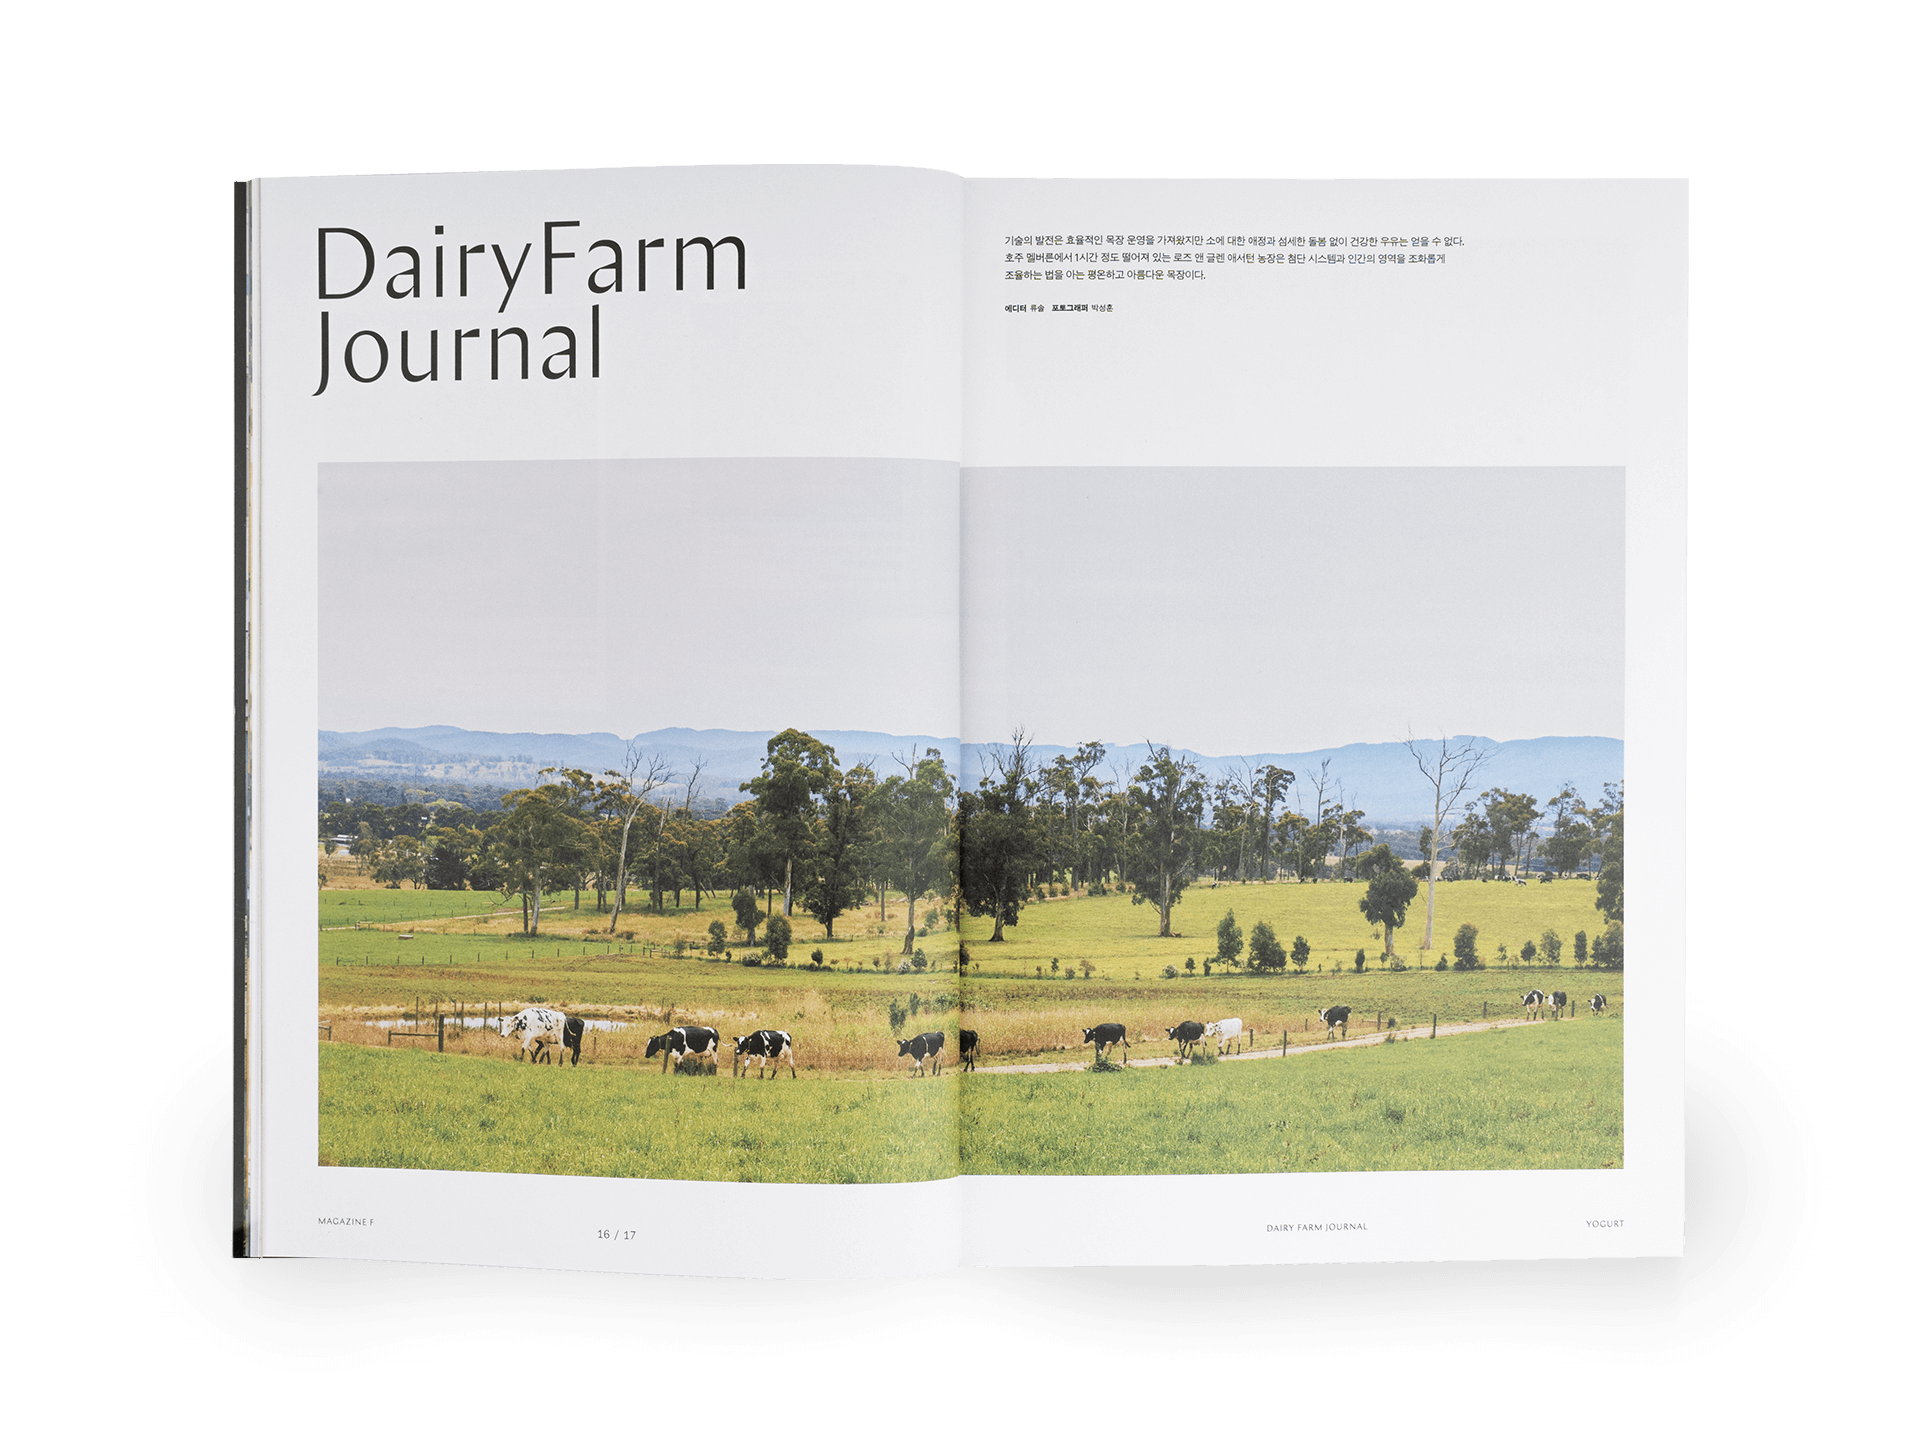 DairyFarm
Journal
기술의 발전은 효율적인 목장 운영을 가져왔지만 소에 대한 애정과 섬세한 돌봄 없이 건강한 우유는 얻을 수 없다.
호주 멜버른에서 1시간 정도 떨어져 있는 로즈 앤 글렌 애서턴 농장은 첨단 시스템과 인간의 영역을 조화롭게
조율하는 법을 아는 평온하고 아름다운 목장이다.
에디터 류솔 포토그래퍼 박성훈
MAGAZINE F
16 / 17
DAIRY FARM JOURNAL
YOGURT